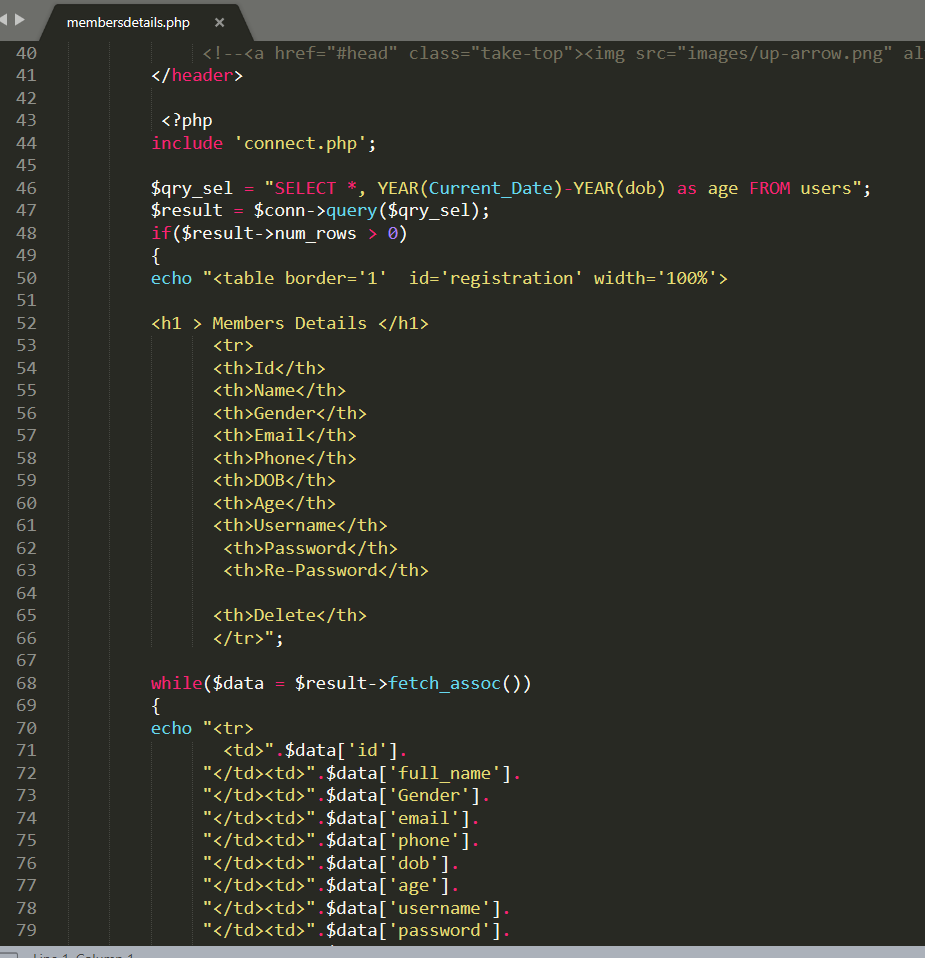 membersdetails.php ×
40 <!--<a href="#head" class="take-top"><img src="images/up-arrow.png" al
41 </header>
42
43 <?php
44 include 'connect.php';
45
46 $qry_sel = "SELECT *, YEAR(Current_Date)-YEAR(dob) as age FROM users";
47 $result = $conn->query($qry_sel);
48 if($result->num_rows > 0)
49 {
50 echo "<table border='1'  id='registration' width='100%'>
51
52 <h1 > Members Details </h1>
53 <tr>
54 <th>Id</th>
55 <th>Name</th>
56 <th>Gender</th>
57 <th>Email</th>
58 <th>Phone</th>
59 <th>DOB</th>
60 <th>Age</th>
61 <th>Username</th>
62 <th>Password</th>
63 <th>Re-Password</th>
64
65 <th>Delete</th>
66 </tr>";
67
68 while($data = $result->fetch_assoc())
69 {
70 echo "<tr>
71 <td>".$data['id'].
72 "</td><td>".$data['full_name'].
73 "</td><td>".$data['Gender'].
74 "</td><td>".$data['email'].
75 "</td><td>".$data['phone'].
76 "</td><td>".$data['dob'].
77 "</td><td>".$data['age'].
78 "</td><td>".$data['username'].
79 "</td><td>".$data['password'].
Line 1, Column 1